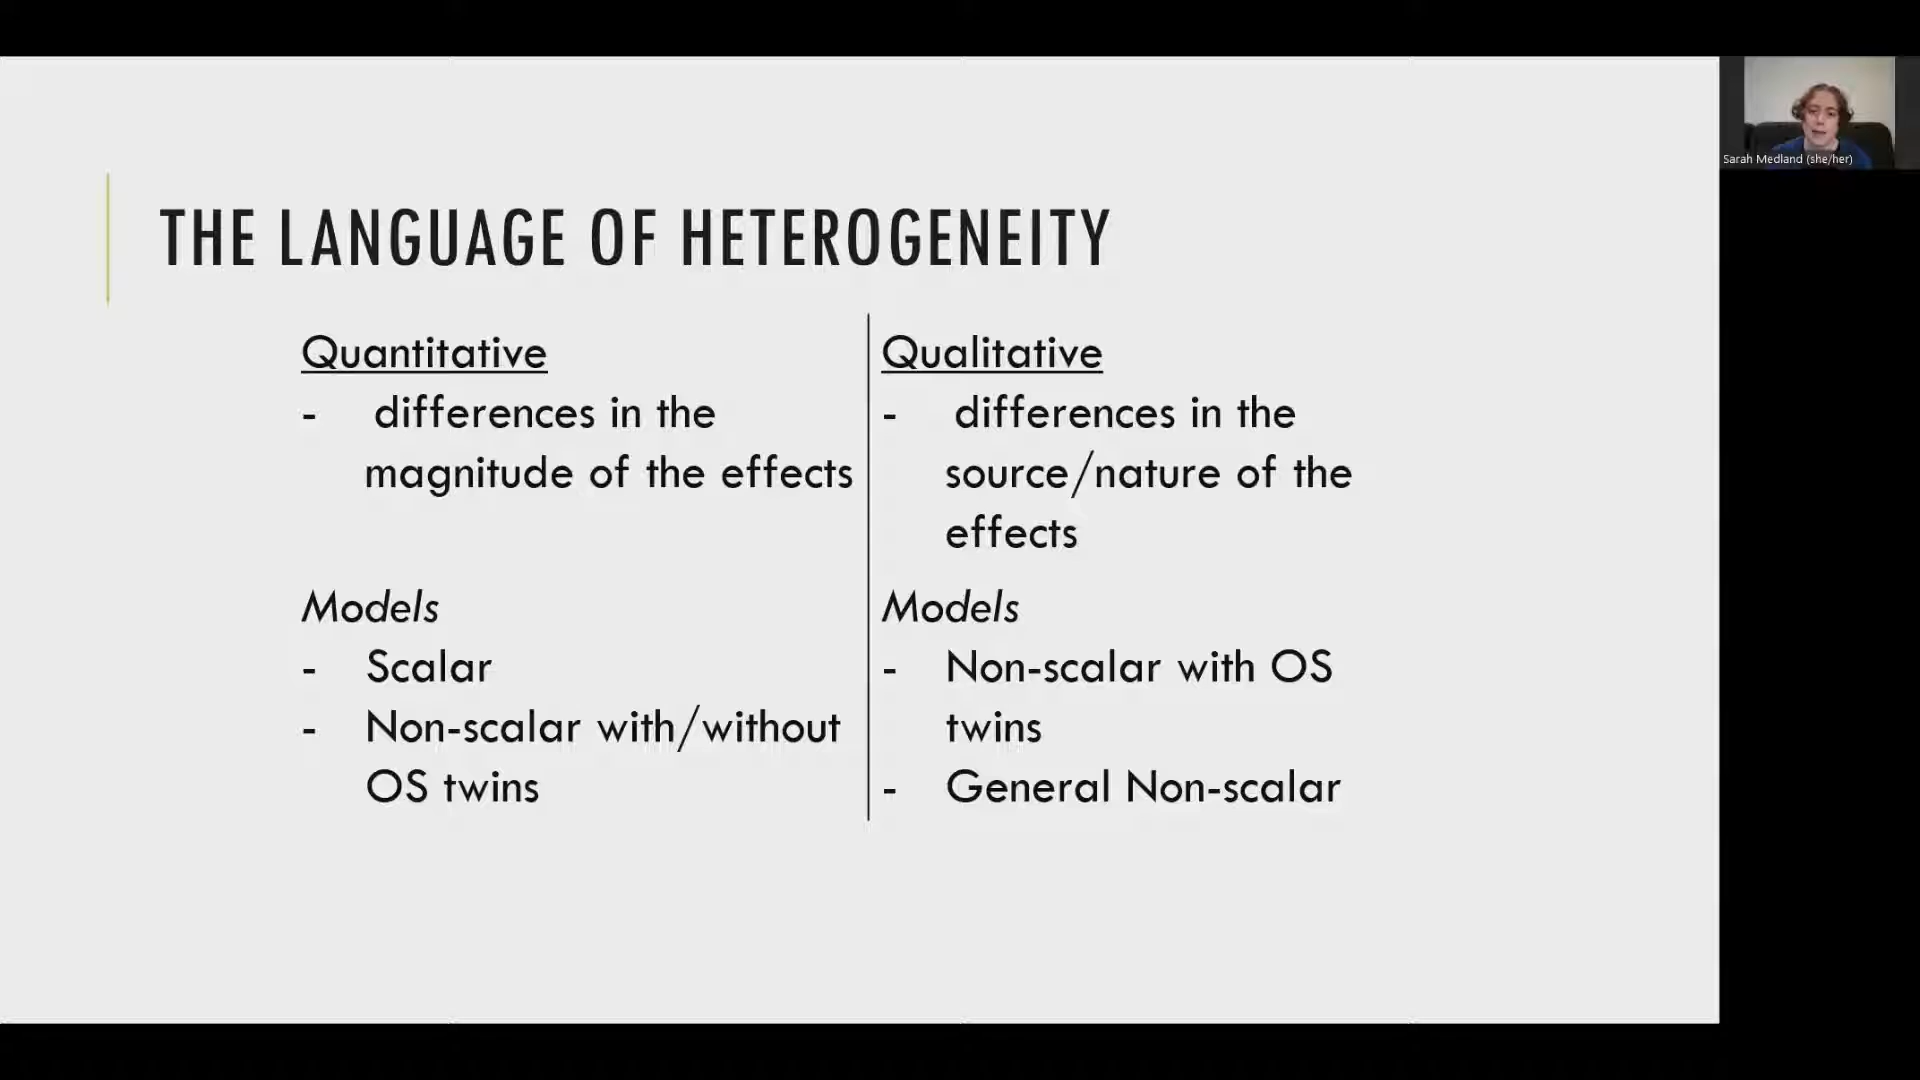 THE LANGUAGE OF HETEROGENEITY
Quantitative
- differences in the
magnitude of the effects
Models
- Scalar
- Non-scalar with/without
OS twins
Qualitative
- differences in the
source/nature of the
effects
Models
- Non-scalar with OS
twins
- General Non-scalar
Sarah Medland (she/her)